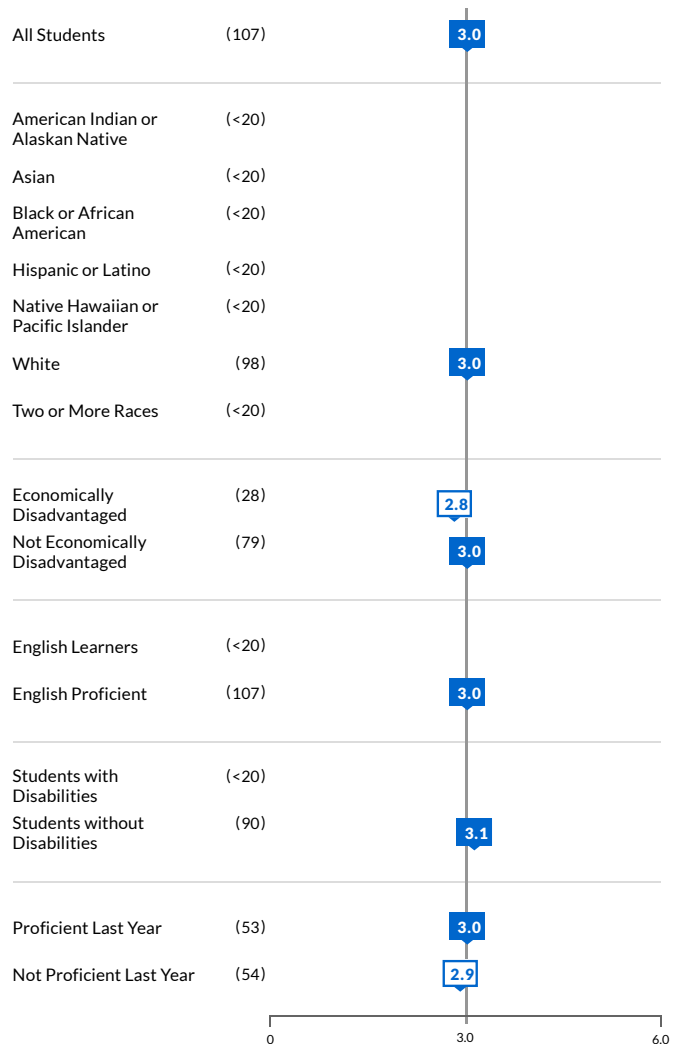 All Students (107) 3.0
American Indian or (<20)
Alaskan Native
Asian (<20)
Black or African (<20)
American
Hispanic or Latino (<20)
Native Hawaiian or (<20)
Pacific Islander
White (98) 3.0
Two or More Races (<20)
Economically (28) 2.8
Disadvantaged
Not Economically (79) 3.0
Disadvantaged
English Learners (<20)
English Proficient (107) 3.0
Students with (<20)
Disabilities
Students without (90) 3.1
Disabilities
Proficient Last Year (53) 3.0
Not Proficient Last Year (54) 2.9
0 3.0 6.0